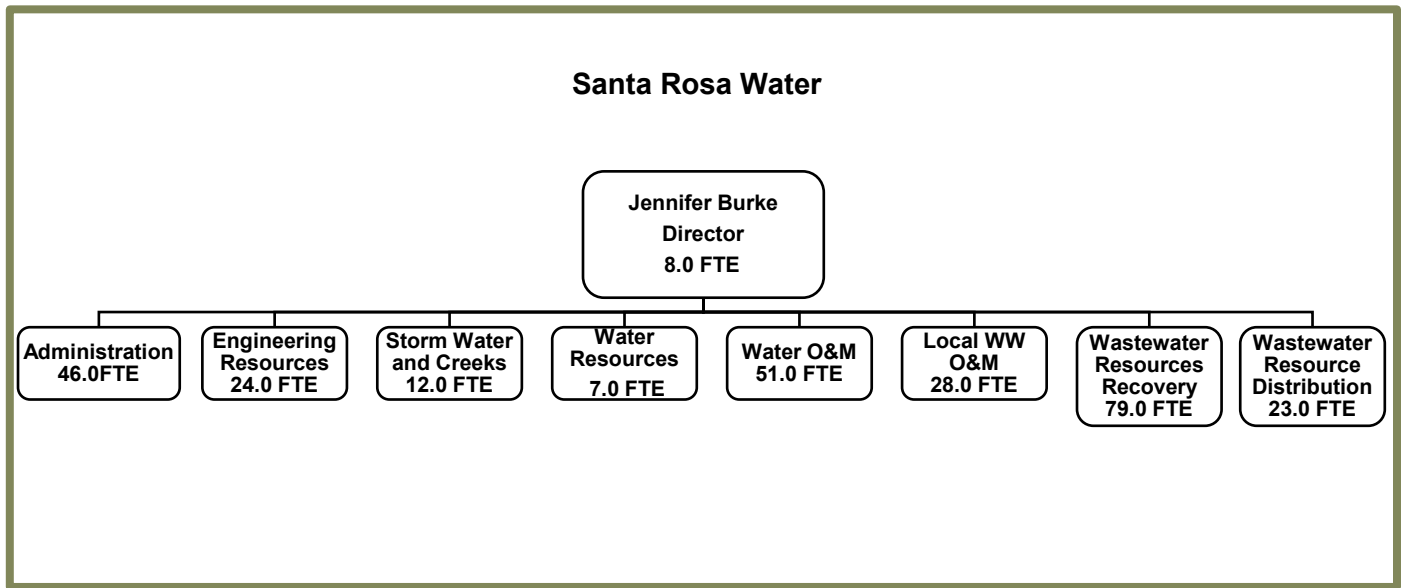 Santa Rosa Water
Jennifer Burke
Director
8.0 FTE
Administration
46.0FTE
Engineering
Resources
24.0 FTE
Storm Water
and Creeks
12.0 FTE
Water
Resources
7.0 FTE
Water O&M
51.0 FTE
Local WW
O&M
28.0 FTE
Wastewater
Resources
Recovery
79.0 FTE
Wastewater
Resource
Distribution
23.0 FTE